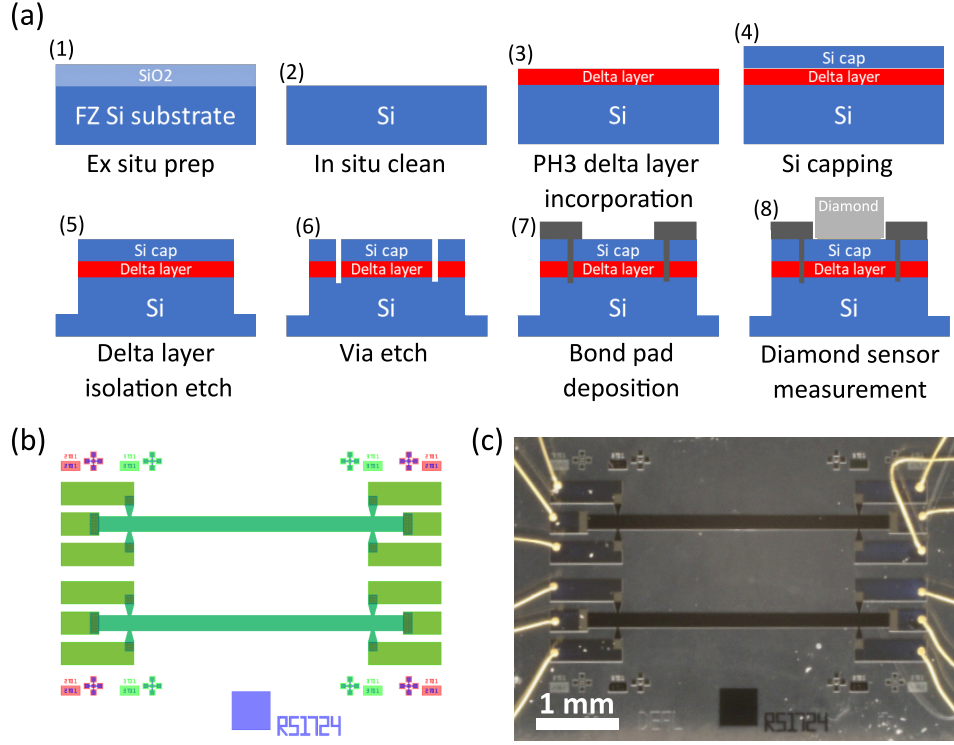 (a)
(1)
SiO2
FZ Si substrate
Ex situ prep
(2)
Si
In situ clean
(3)
Delta layer
Si
PH3 delta layer
incorporation
(4)
Si cap
Delta layer
Si
Si capping
(5)
Si cap
Delta layer
Si
Delta layer
isolation etch
(6)
Si cap
Delta layer
Si
Via etch
(7)
Si cap
Delta layer
Si
Bond pad
deposition
(8)
Diamond
Si cap
Delta layer
Si
Diamond sensor
measurement
(b)
RS1724
(c)
1 mm
RS1724